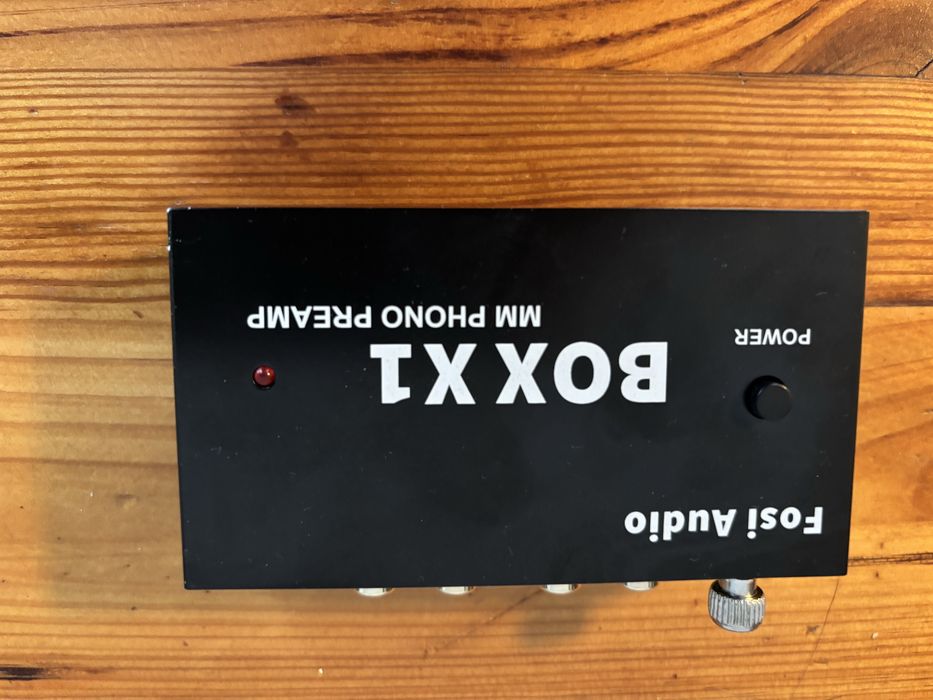 Fosi Audio
POWER
BOX X1
MM PHONO PREAMP